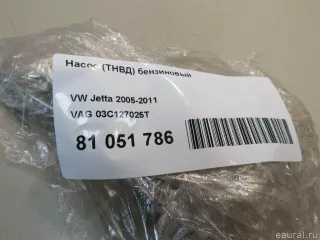 Насос (ТНВД) бензиновый
VW Jetta 2005-2011
VAG 03C127025T
81 051 786
© eaural.ru